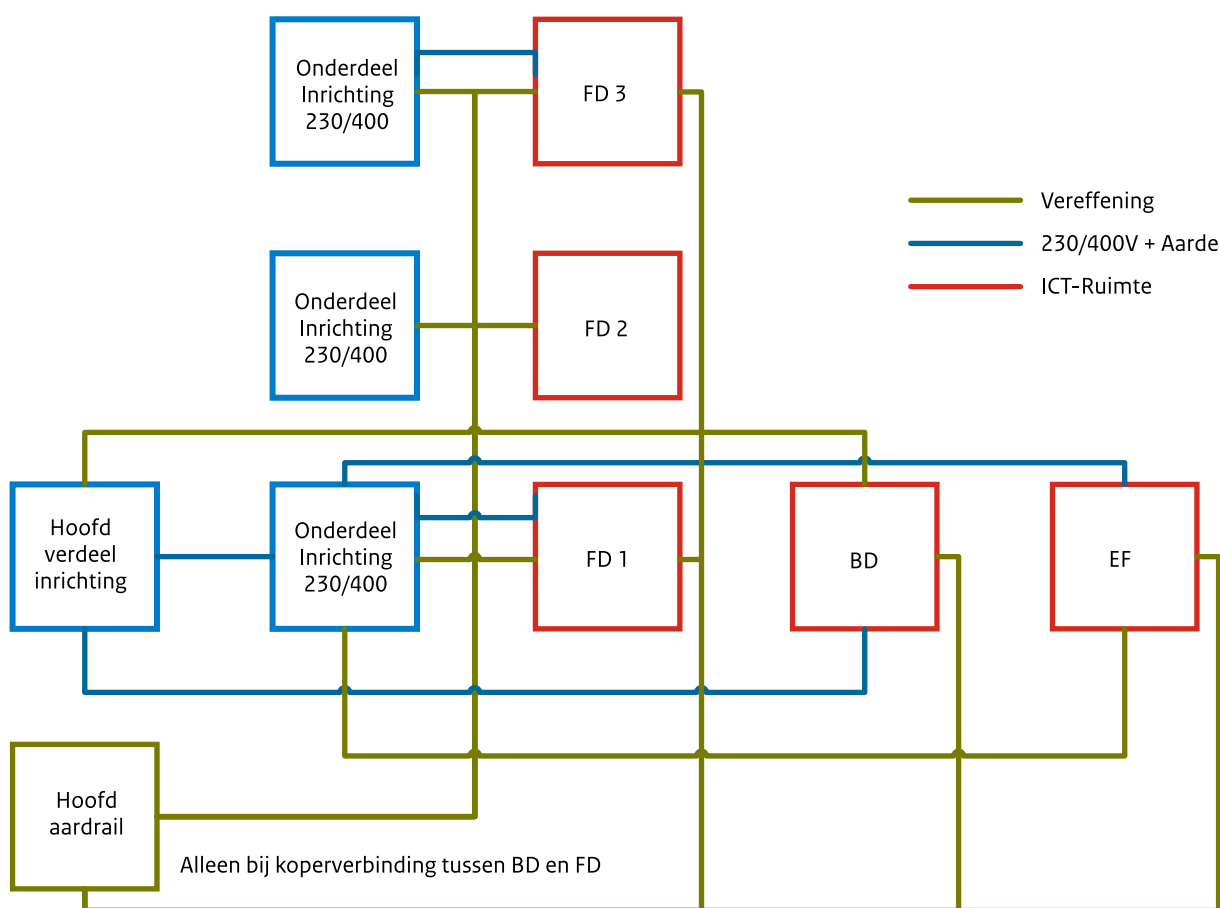 Onderdeel
Inrichting
230/400
FD 3
Vereffening
230/400V + Aarde
ICT-Ruimte
Onderdeel
Inrichting
230/400
FD 2
Hoofd
verdeel
inrichting
Onderdeel
Inrichting
230/400
FD 1
BD
EF
Hoofd
aardrail
Alleen bij koperverbinding tussen BD en FD